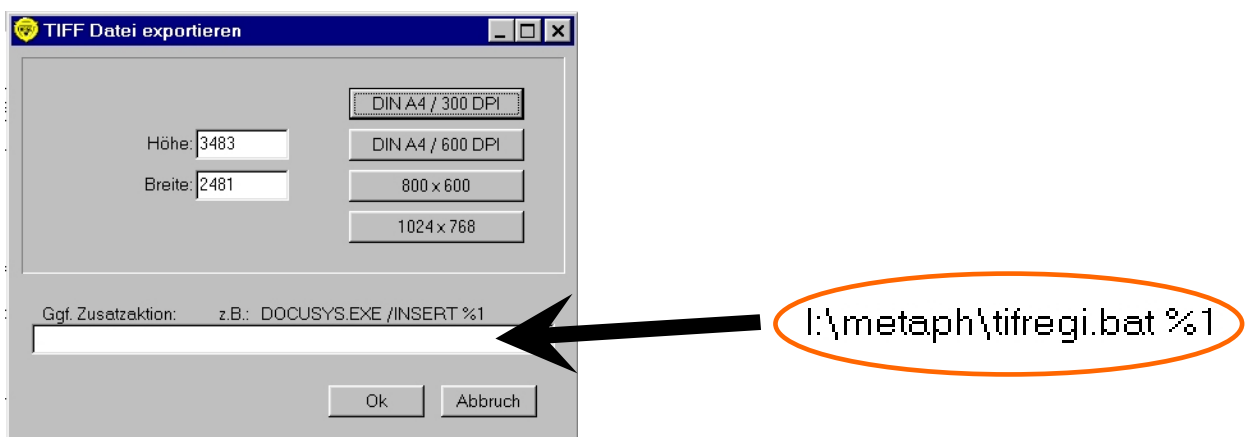 TIFF Datei exportieren
DIN A4 / 300 DPI
Höhe: 3483
DIN A4 / 600 DPI
Breite: 2481
800 x 600
1024 x 768
Ggf. Zusatzaktion: z.B.: DOCUSYS.EXE /INSERT %1
l:\metaph\tifregi.bat %1
Ok
Abbruch